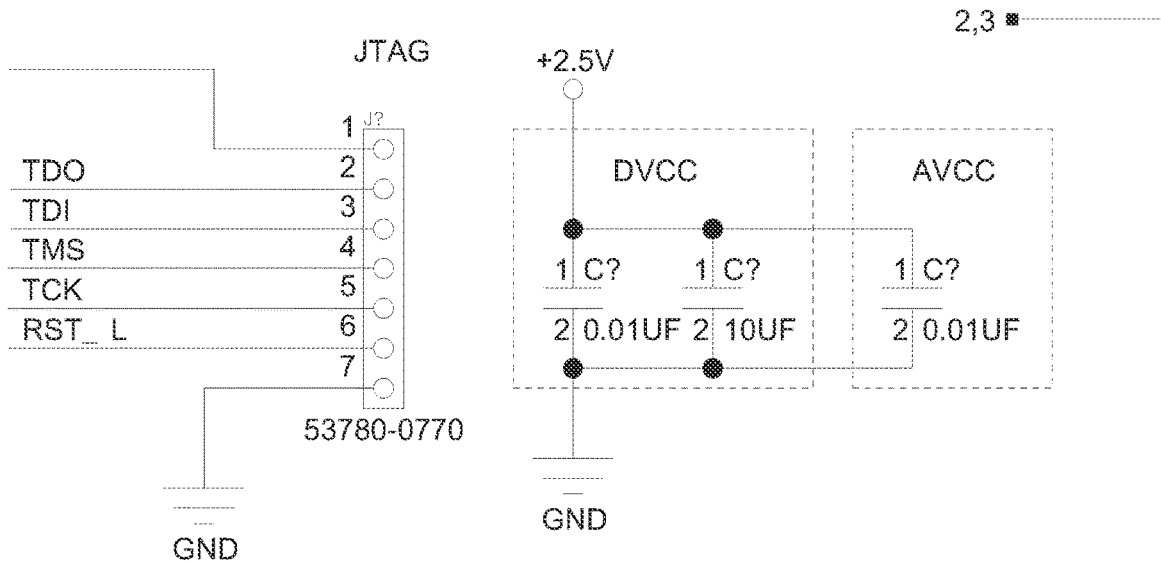 2,3
JTAG
+2.5V
J?
1
2
3
4
5
6
7
TDO
TDI
TMS
TCK
RST_ L
53780-0770
GND
DVCC
AVCC
1 C?
2 0.01UF
1 C?
2 10UF
1 C?
2 0.01UF
GND